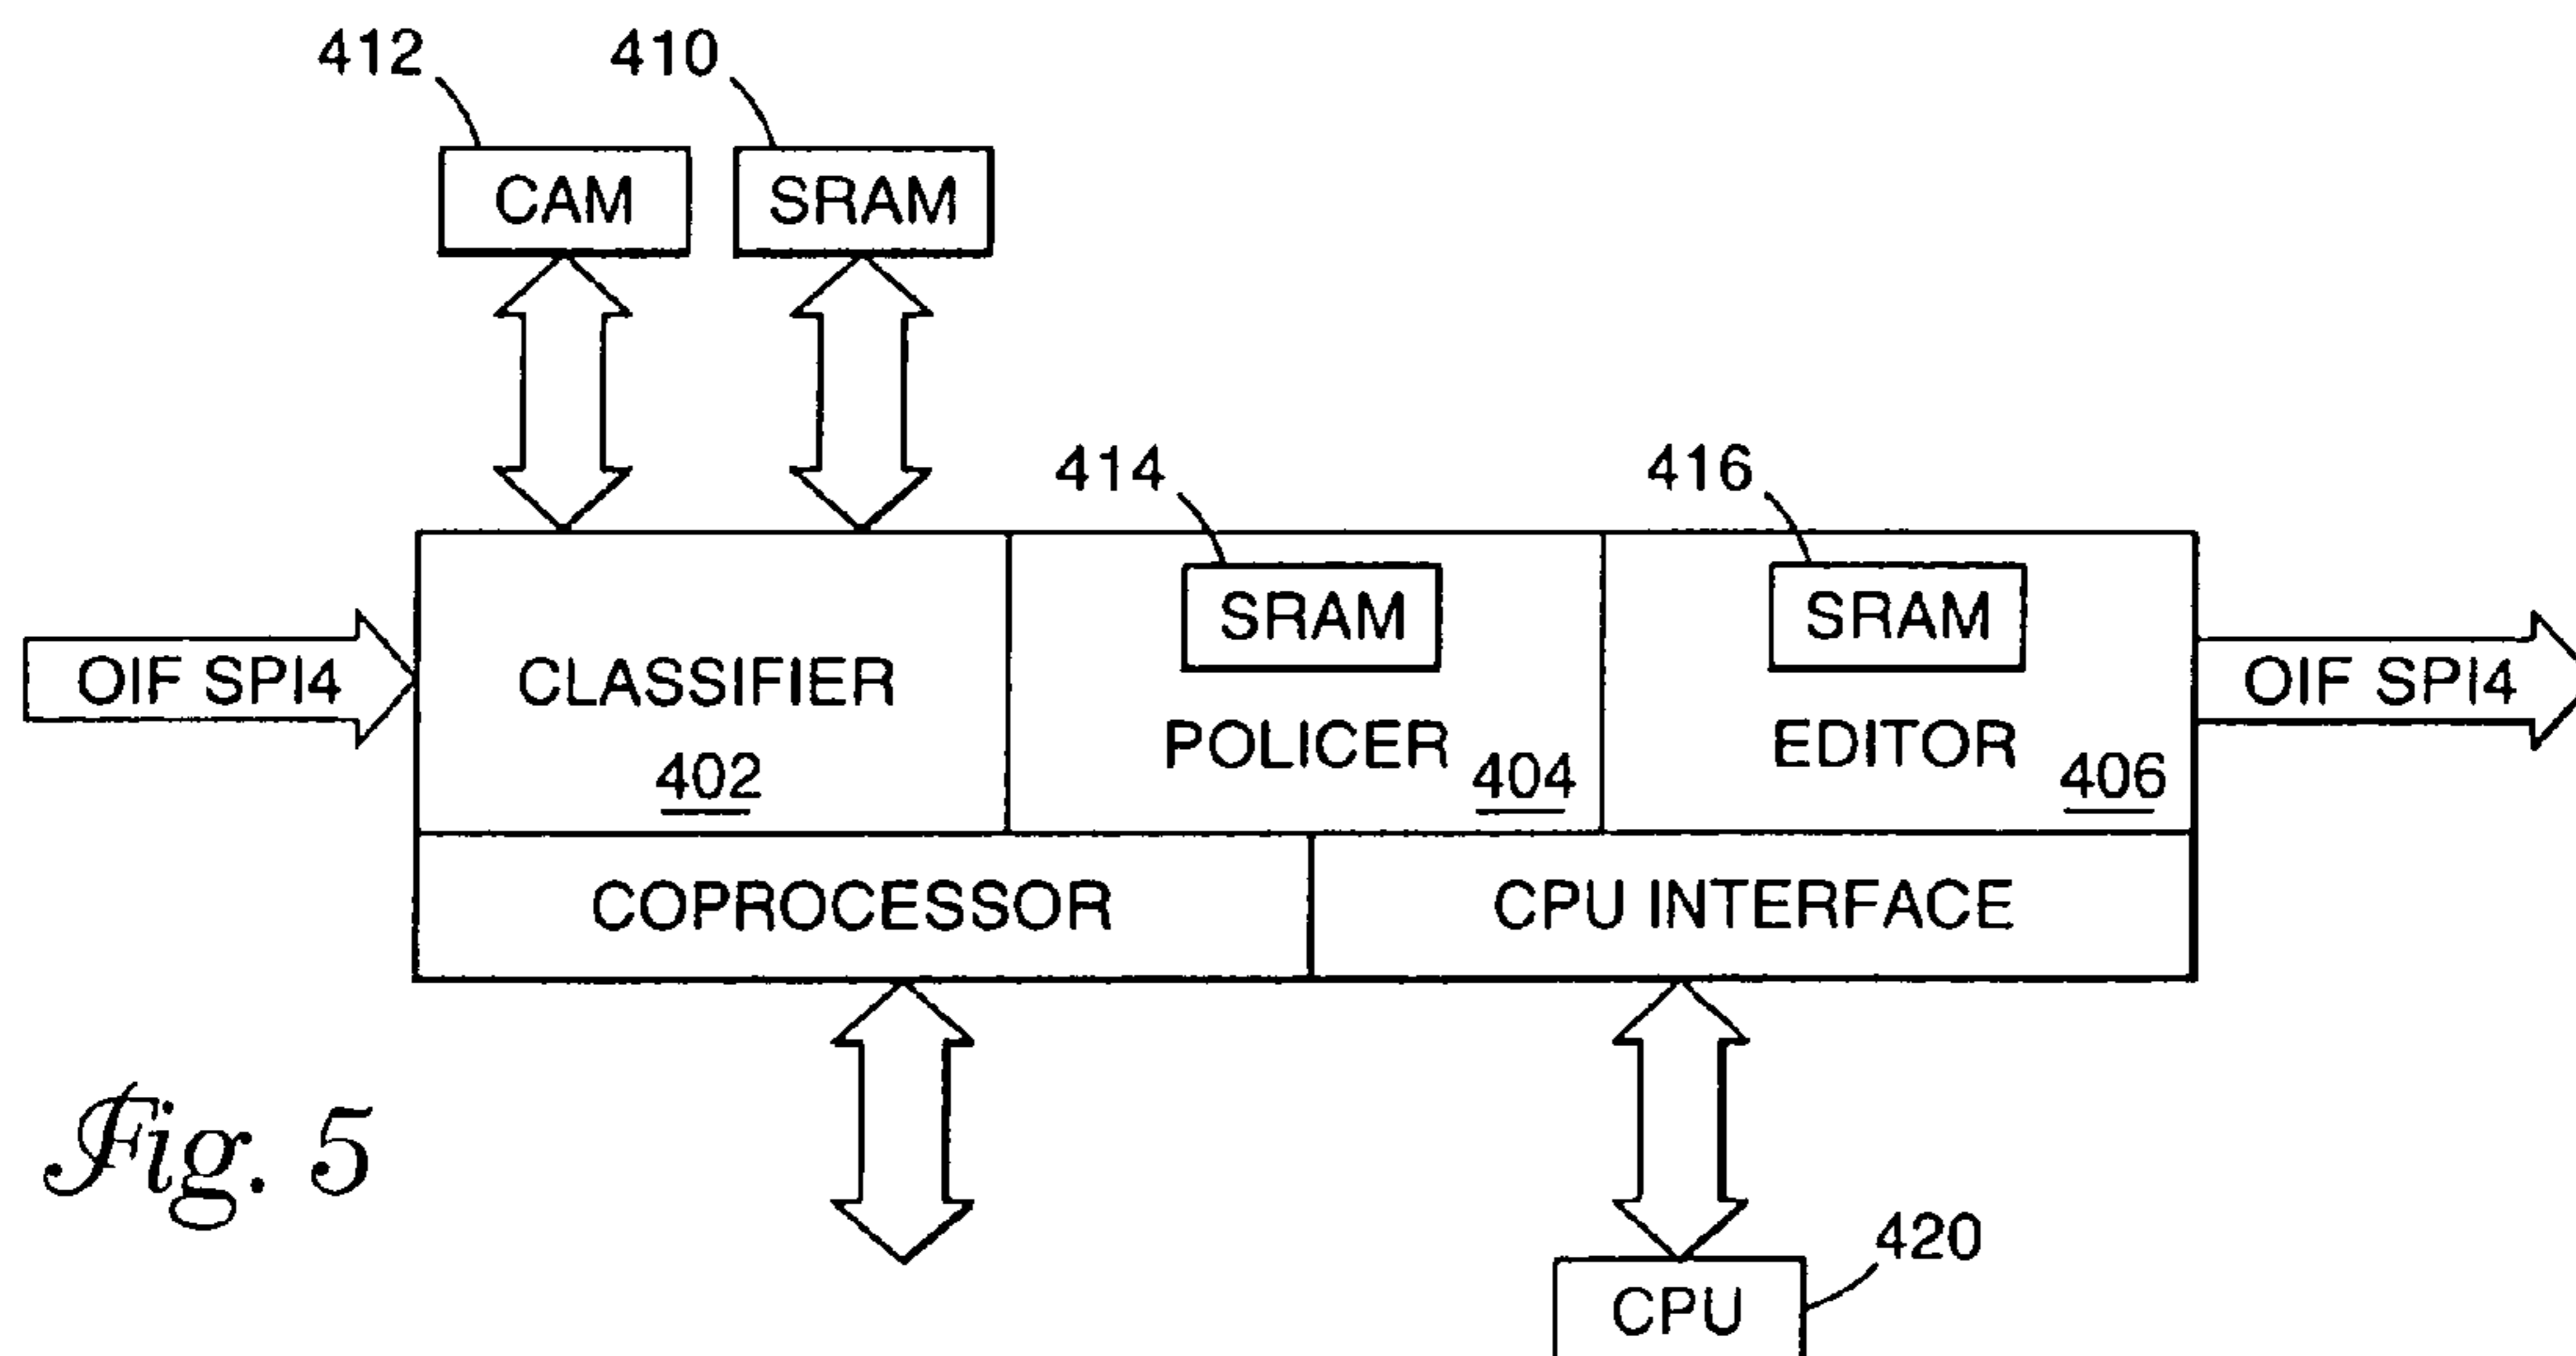 412
410
CAM
SRAM
414
416
SRAM
SRAM
OIF SPI4
CLASSIFIER
OIF SPI4
POLICER
EDITOR
402
404
406
COPROCESSOR
CPU INTERFACE
Fig. 5
420
CPU